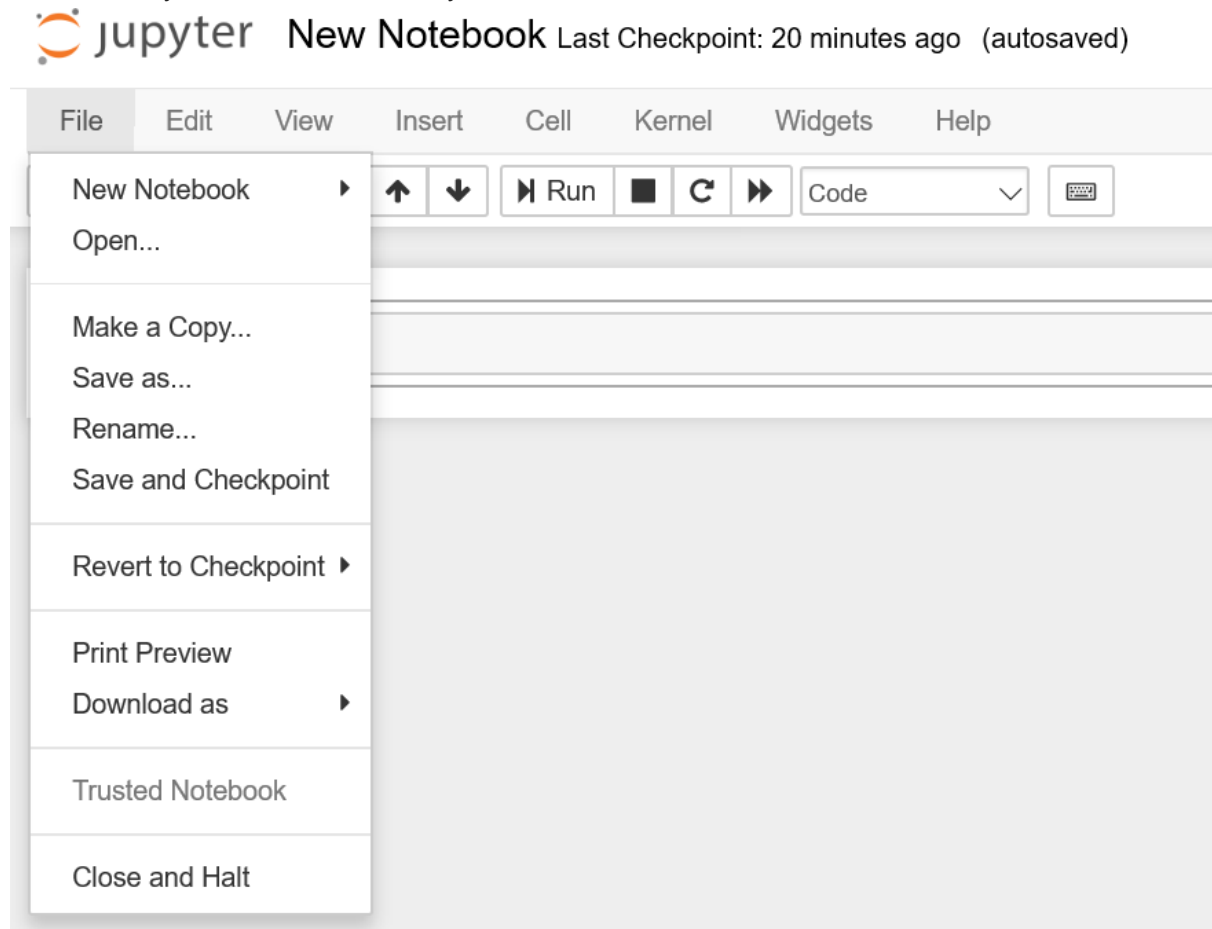 jupyter New Notebook Last Checkpoint: 20 minutes ago (autosaved)
File Edit View Insert Cell Kernel Widgets Help
Run Code
New Notebook
Open...
Make a Copy...
Save as...
Rename...
Save and Checkpoint
Revert to Checkpoint
Print Preview
Download as
Trusted Notebook
Close and Halt